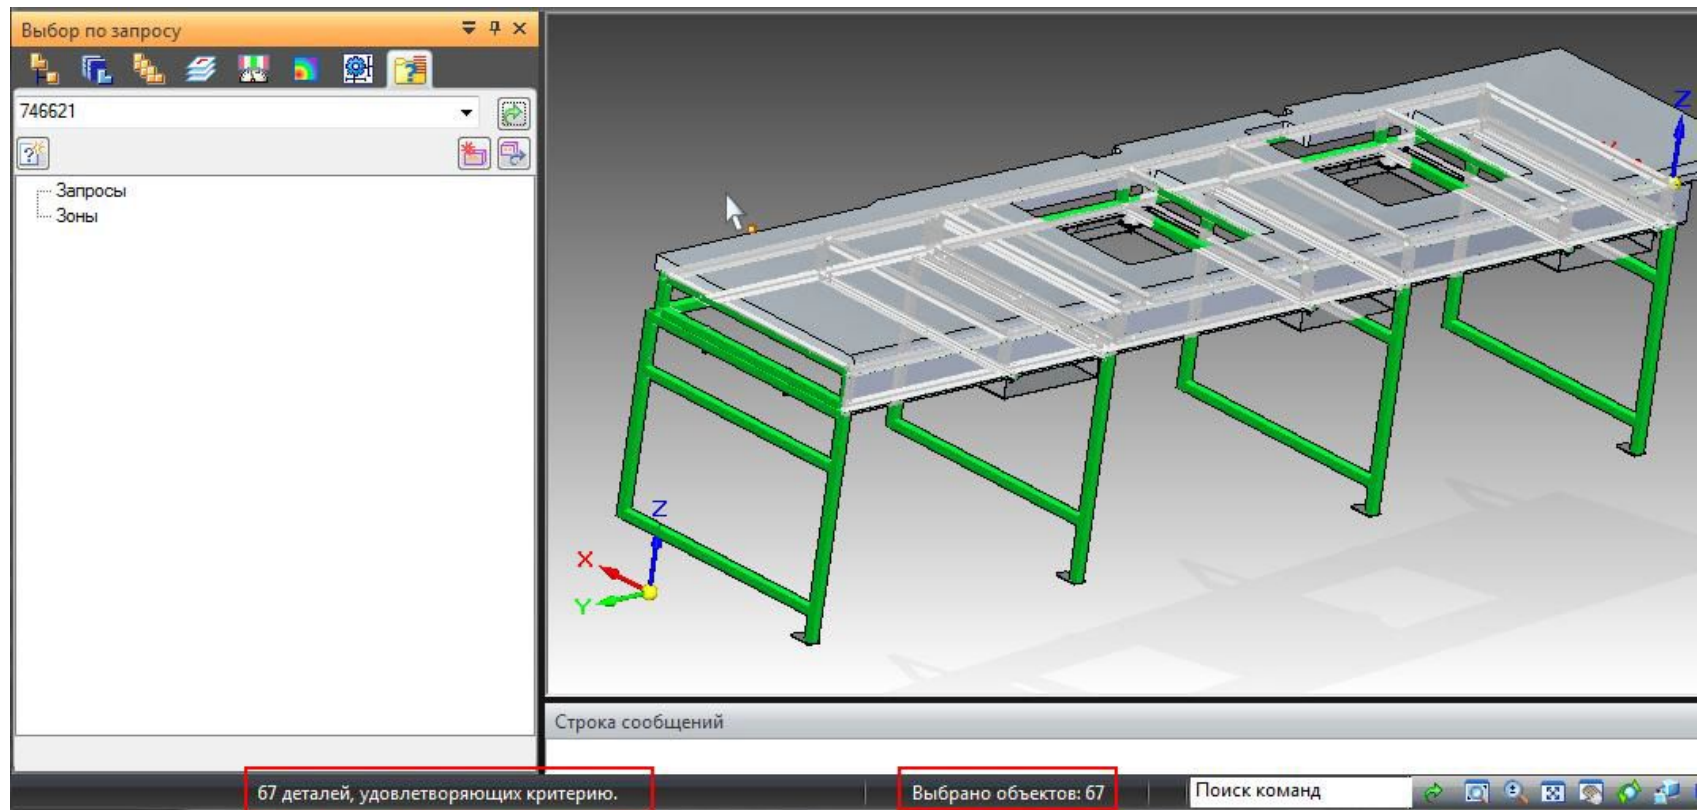 Выбор по запросу
746621
Запросы
Зоны
Z
Z
X
Y
Строка сообщений
67 деталей, удовлетворяющих критерию.
Выбрано объектов: 67
Поиск команд